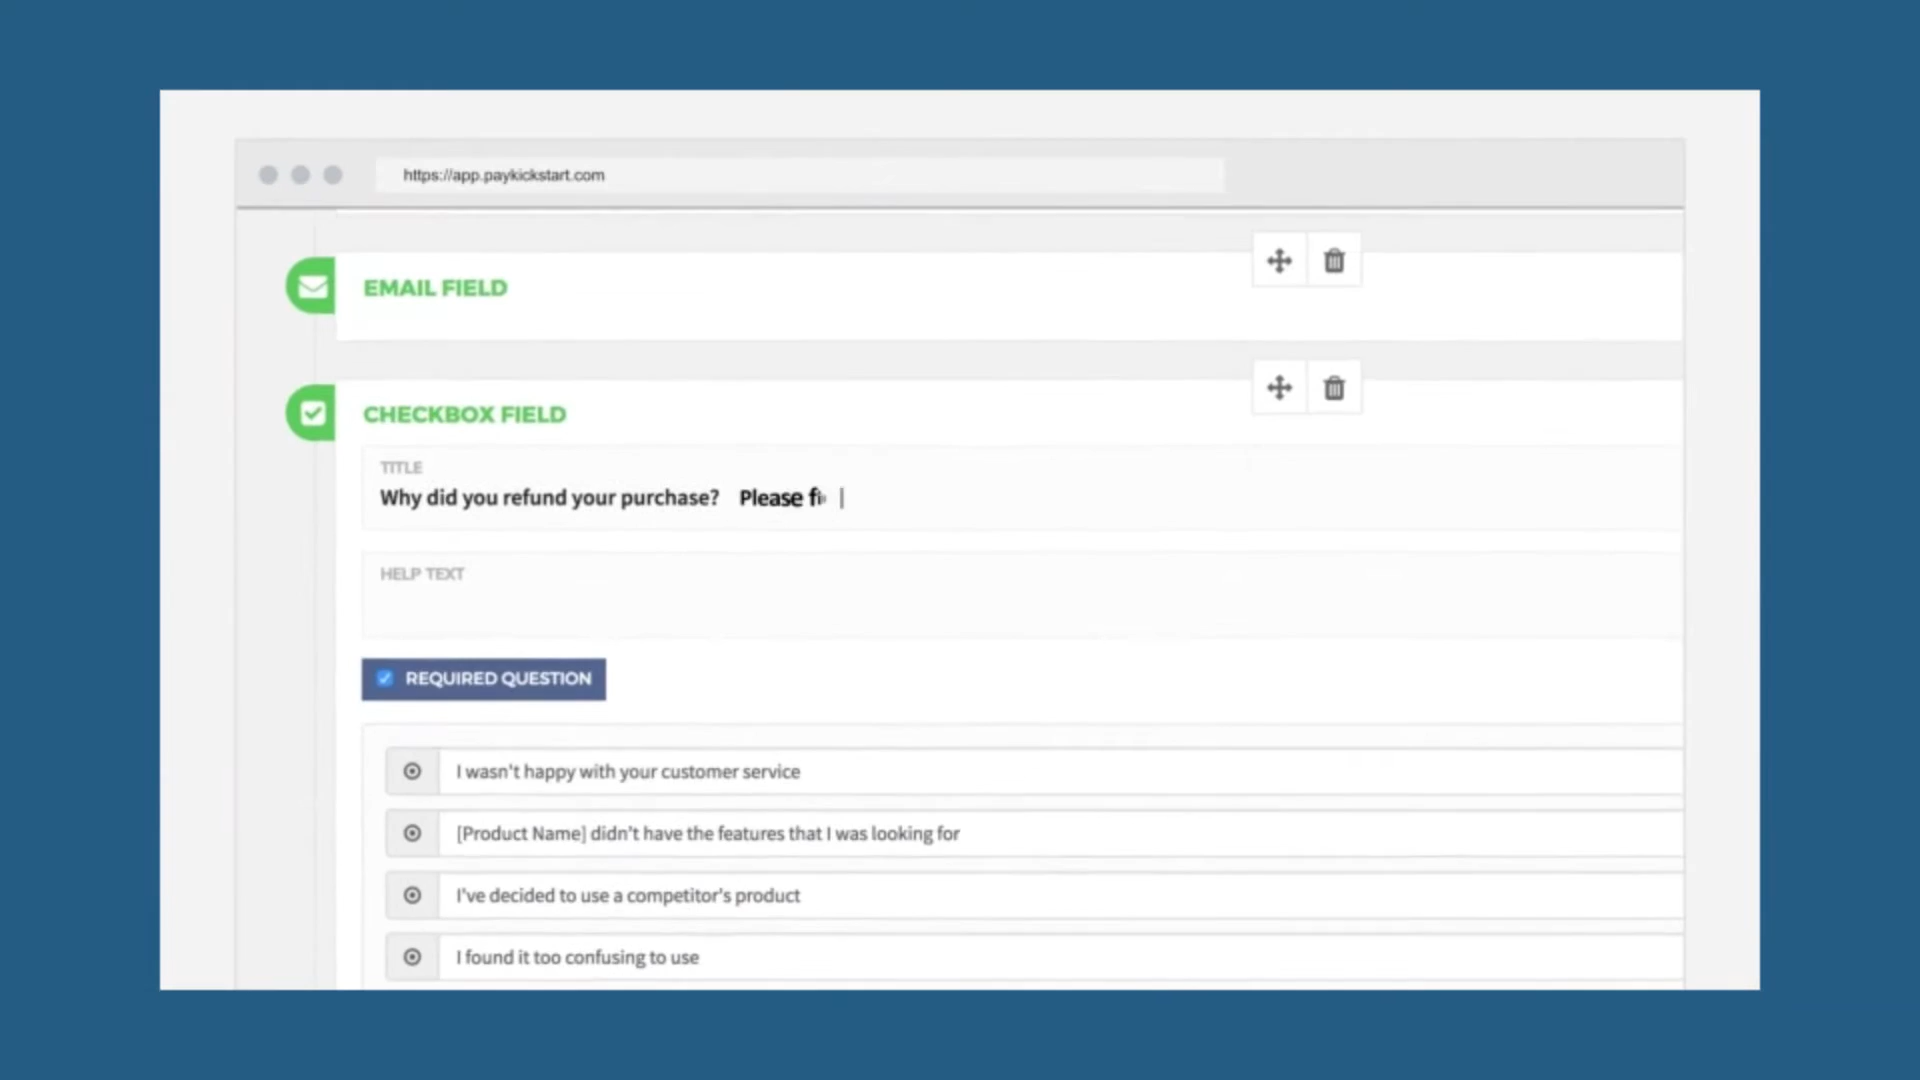 https://app.paykickstart.com
EMAIL FIELD
CHECKBOX FIELD
TITLE
Why did you refund your purchase? Please
HELP TEXT
REQUIRED QUESTION
I wasn't happy with your customer service
[Product Name] didn't have the features that I was looking for
I've decided to use a competitor's product
I found it too confusing to use